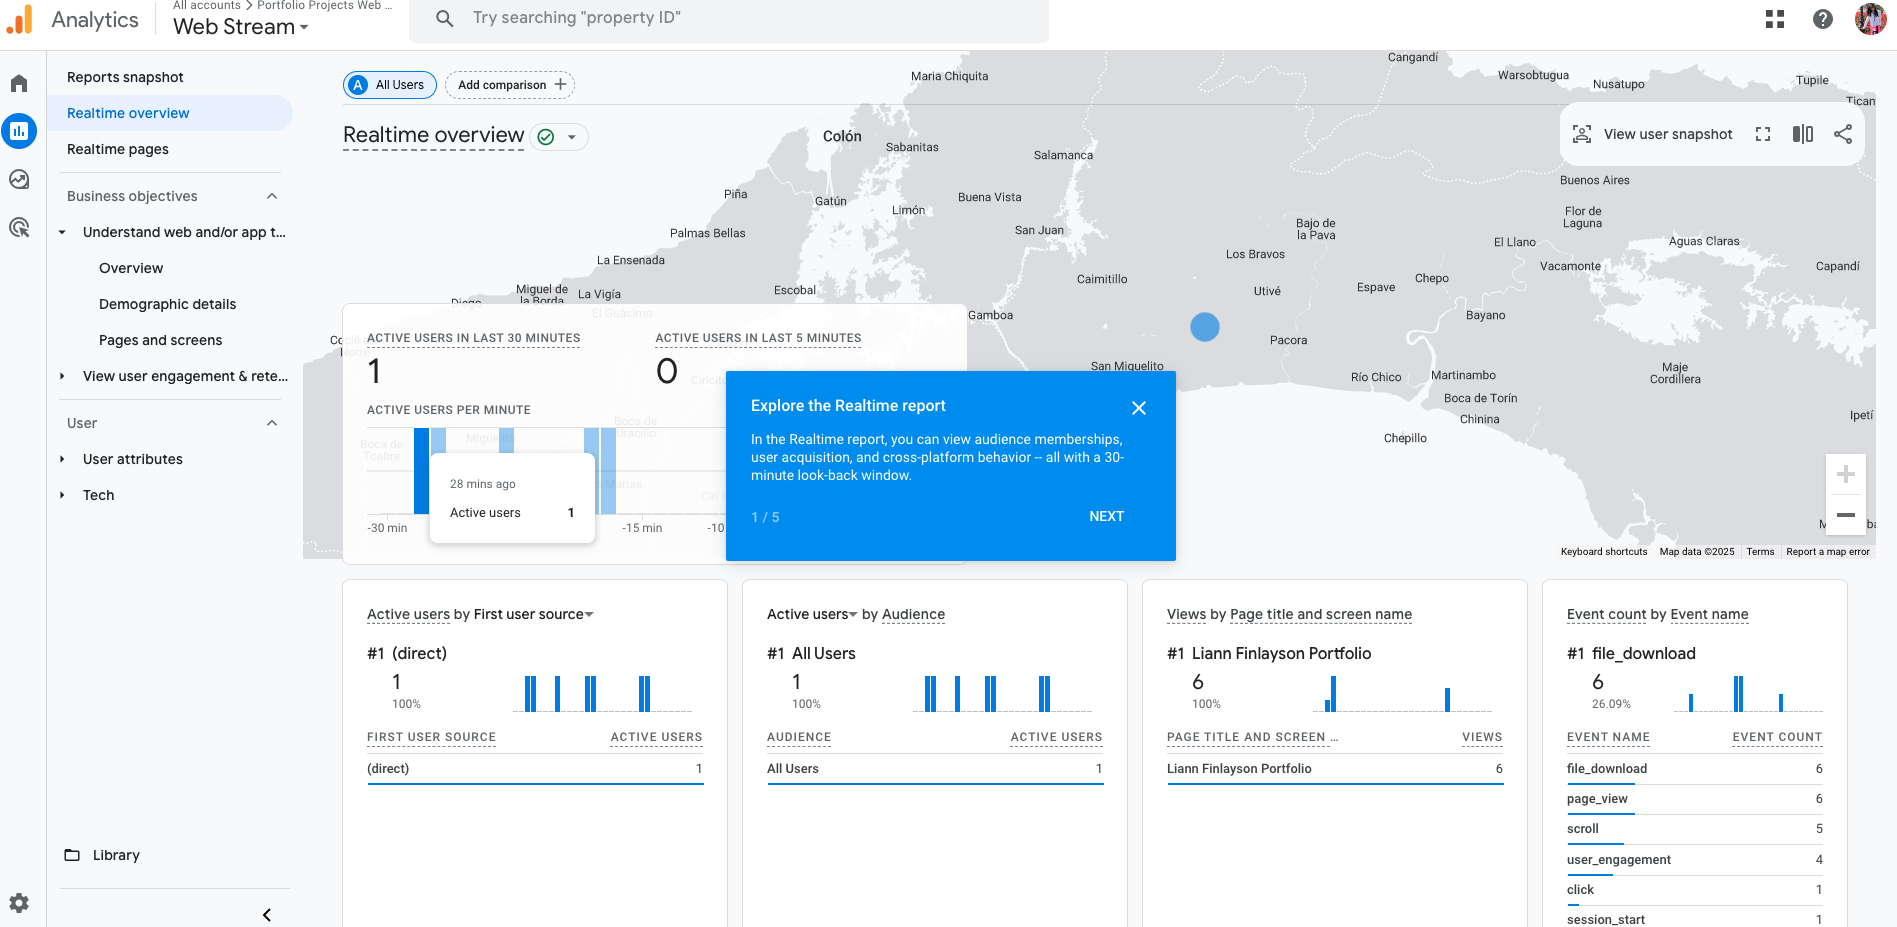 All accounts > Portfolio Projects Web ...
Analytics
Web Stream
Try searching "property ID"
Reports snapshot
Realtime overview
Realtime pages
Business objectives
Understand web and/or app t...
Overview
Demographic details
Pages and screens
View user engagement & rete...
User
User attributes
Tech
Library
A All Users
Add comparison +
Realtime overview
View user snapshot
Cangandí
Maria Chiquita
Warsobtugua
Nusatupo
Tupile
Colón
Sabanitas
Salamanca
Piña
Gatún
Limón
Buena Vista
Buenos Aires
Palmas Bellas
San Juan
Bajo de
la Pava
Flor de
Laguna
El Llano
Aguas Claras
La Ensenada
Los Bravos
Vacamonte
Capandí
Miguel de
la Borda
La Vigía
Escobal
Caimitillo
Utivé
Espave
Chepo
El Guásimo
Gamboa
Bayano
Pacora
San Miguelito
Río Chico
Martinambo
Maje
Cordillera
Boca de Torín
Chinina
Ipetí
Chepillo
ACTIVE USERS IN LAST 30 MINUTES
1
ACTIVE USERS IN LAST 5 MINUTES
0
ACTIVE USERS PER MINUTE
Boca de
Toabré
Boca de
Uracillo
28 mins ago
Active users 1
-30 min
-15 min
-10
Explore the Realtime report
In the Realtime report, you can view audience memberships,
user acquisition, and cross-platform behavior -- all with a 30-
minute look-back window.
1 / 5
NEXT
Keyboard shortcuts
Map data ©2025
Terms
Report a map error
Active users by First user source
#1 (direct)
1
100%
FIRST USER SOURCE ACTIVE USERS
(direct) 1
Active users by Audience
#1 All Users
1
100%
AUDIENCE ACTIVE USERS
All Users 1
Views by Page title and screen name
#1 Liann Finlayson Portfolio
6
100%
PAGE TITLE AND SCREEN ... VIEWS
Liann Finlayson Portfolio 6
Event count by Event name
#1 file_download
6
26.09%
EVENT NAME EVENT COUNT
file_download 6
page_view 6
scroll 5
user_engagement 4
click 1
session_start 1